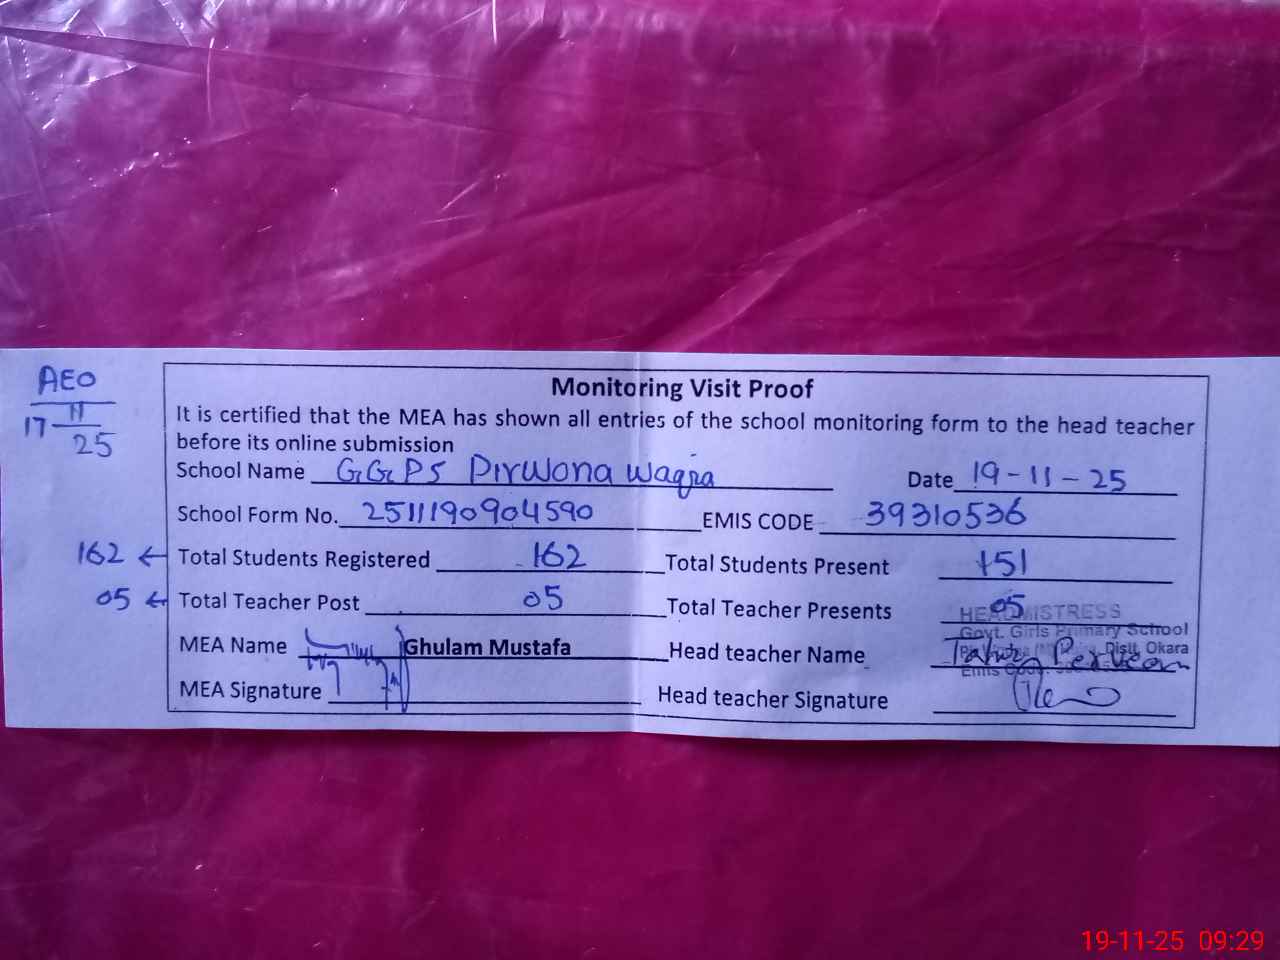 AEO
17-11/25
Monitoring Visit Proof
It is certified that the MEA has shown all entries of the school monitoring form to the head teacher
before its online submission
School Name GGPS Pirwona Wagra Date 19-11-25
School Form No. 2511190904590 EMIS CODE 39310536
162 ← Total Students Registered 162 Total Students Present 151
05 ← Total Teacher Post 05 Total Teacher Presents 05
HEADMISTRESS
Govt. Girls Primary School
MEA Name Ghulam Mustafa Head teacher Name Perveen
Distt. Okara
Emis Code:
MEA Signature Head teacher Signature
19-11-25 09:29